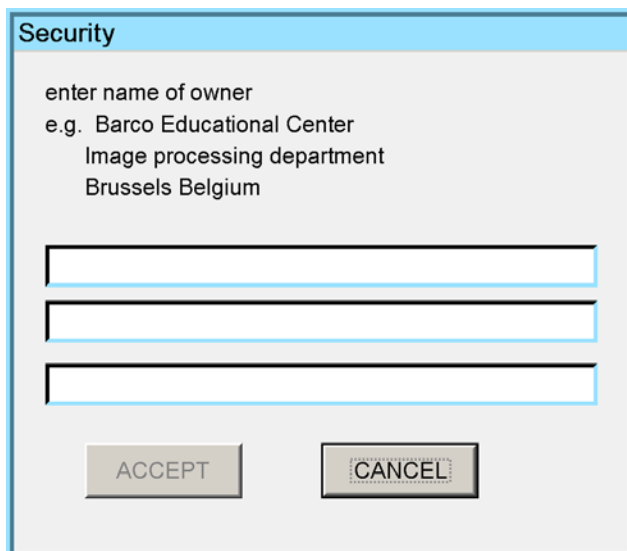 Security
enter name of owner
e.g. Barco Educational Center
Image processing department
Brussels Belgium
ACCEPT CANCEL